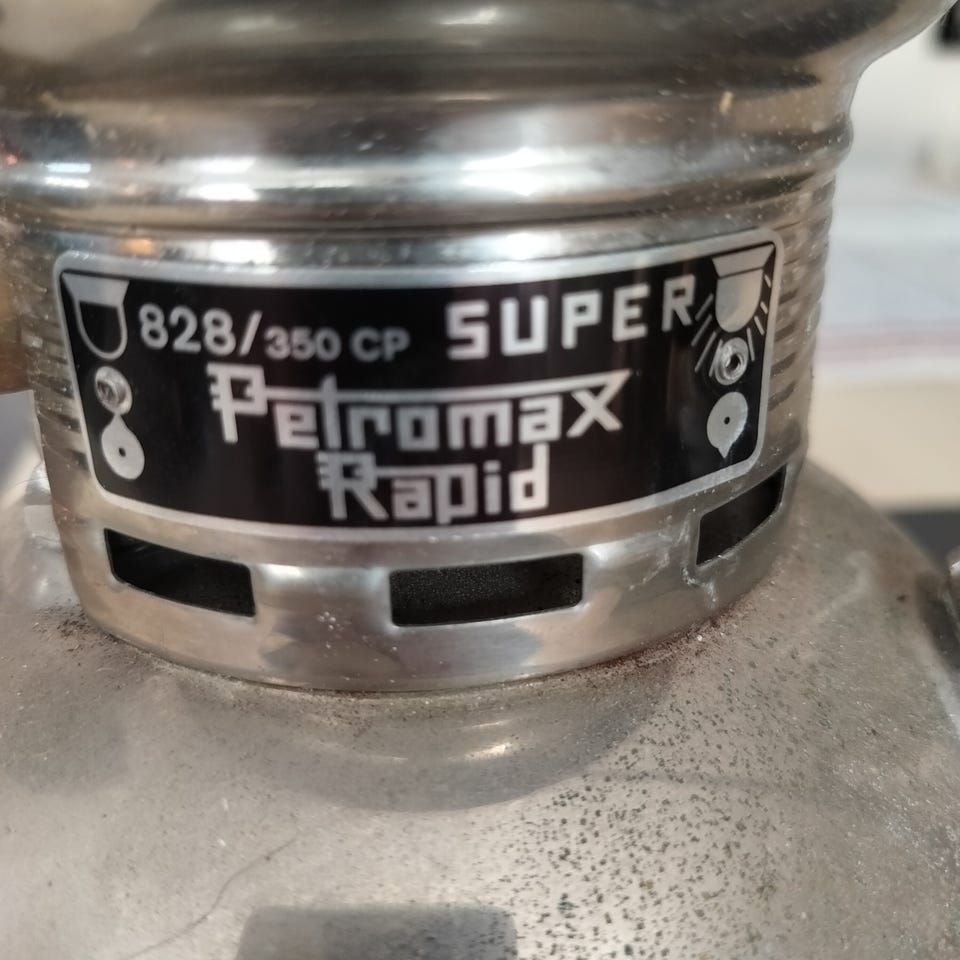 828/350 CP SUPER
Petromax
Rapid